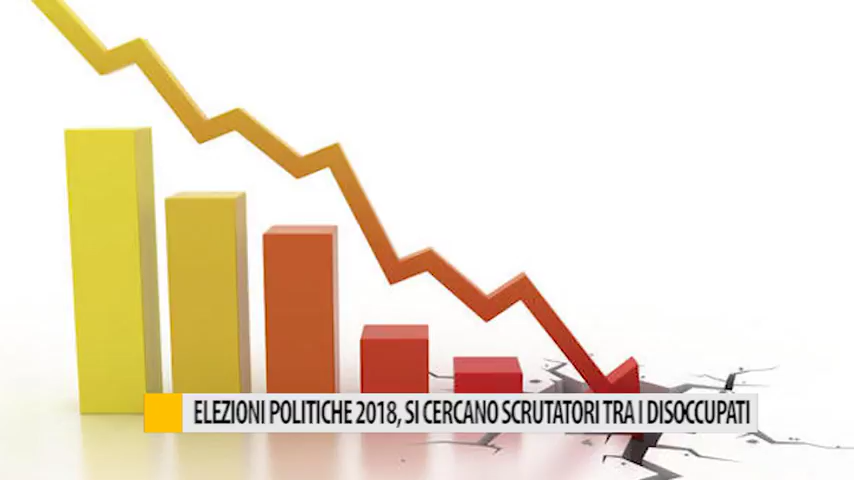 ELEZIONI POLITICHE 2018, SI CERCANO SCRUTATORI TRA I DISOCCUPATI